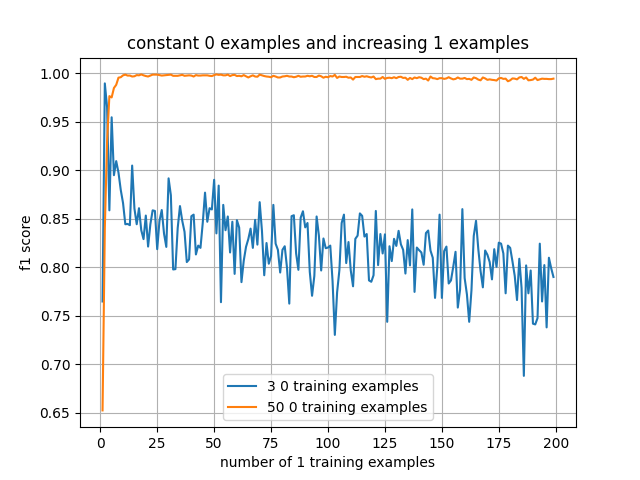 constant 0 examples and increasing 1 examples
f1 score
1.00
0.95
0.90
0.85
0.80
0.75
0.70
0.65
3 0 training examples
50 0 training examples
0 25 50 75 100 125 150 175 200
number of 1 training examples